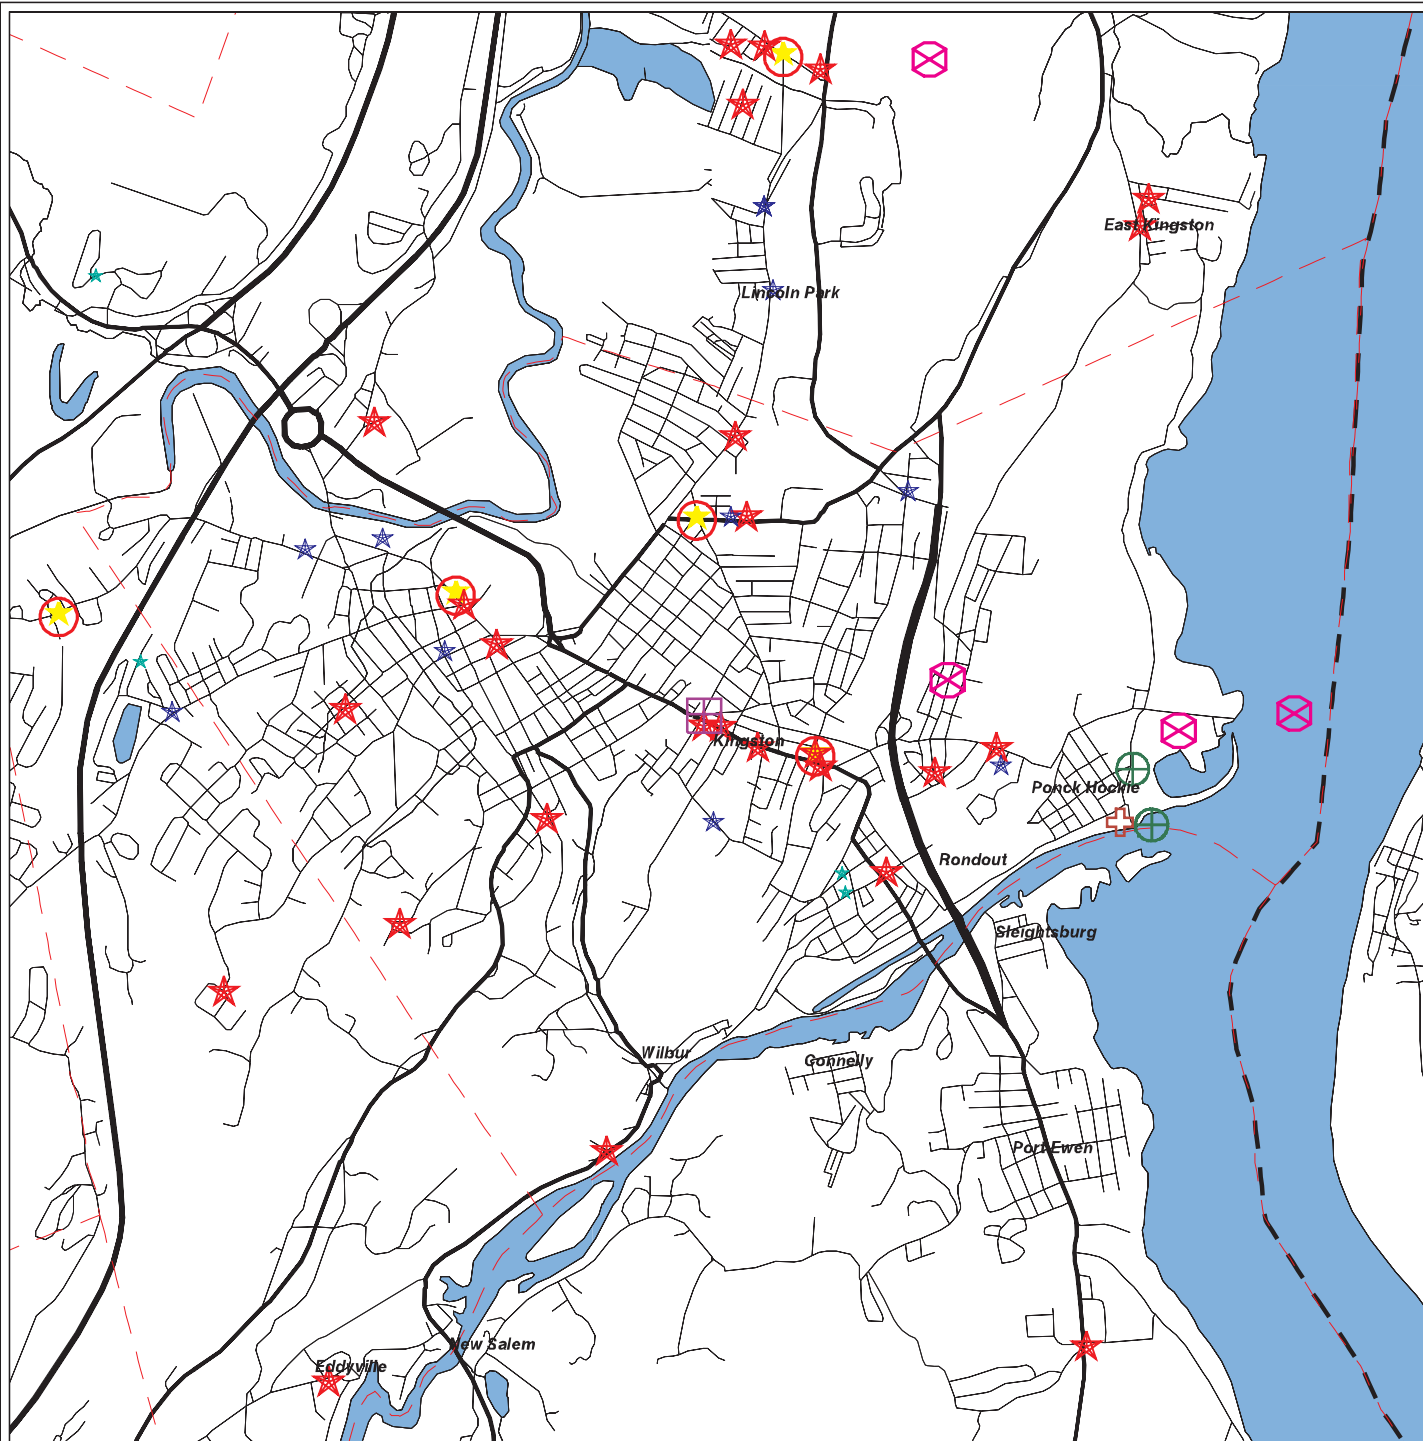 East Kingston
Lincoln Park
Kingston
Ponck Hockie
Rondout
Sleightsburg
Wilbur
Connelly
Port Ewen
New Salem
Eddyville